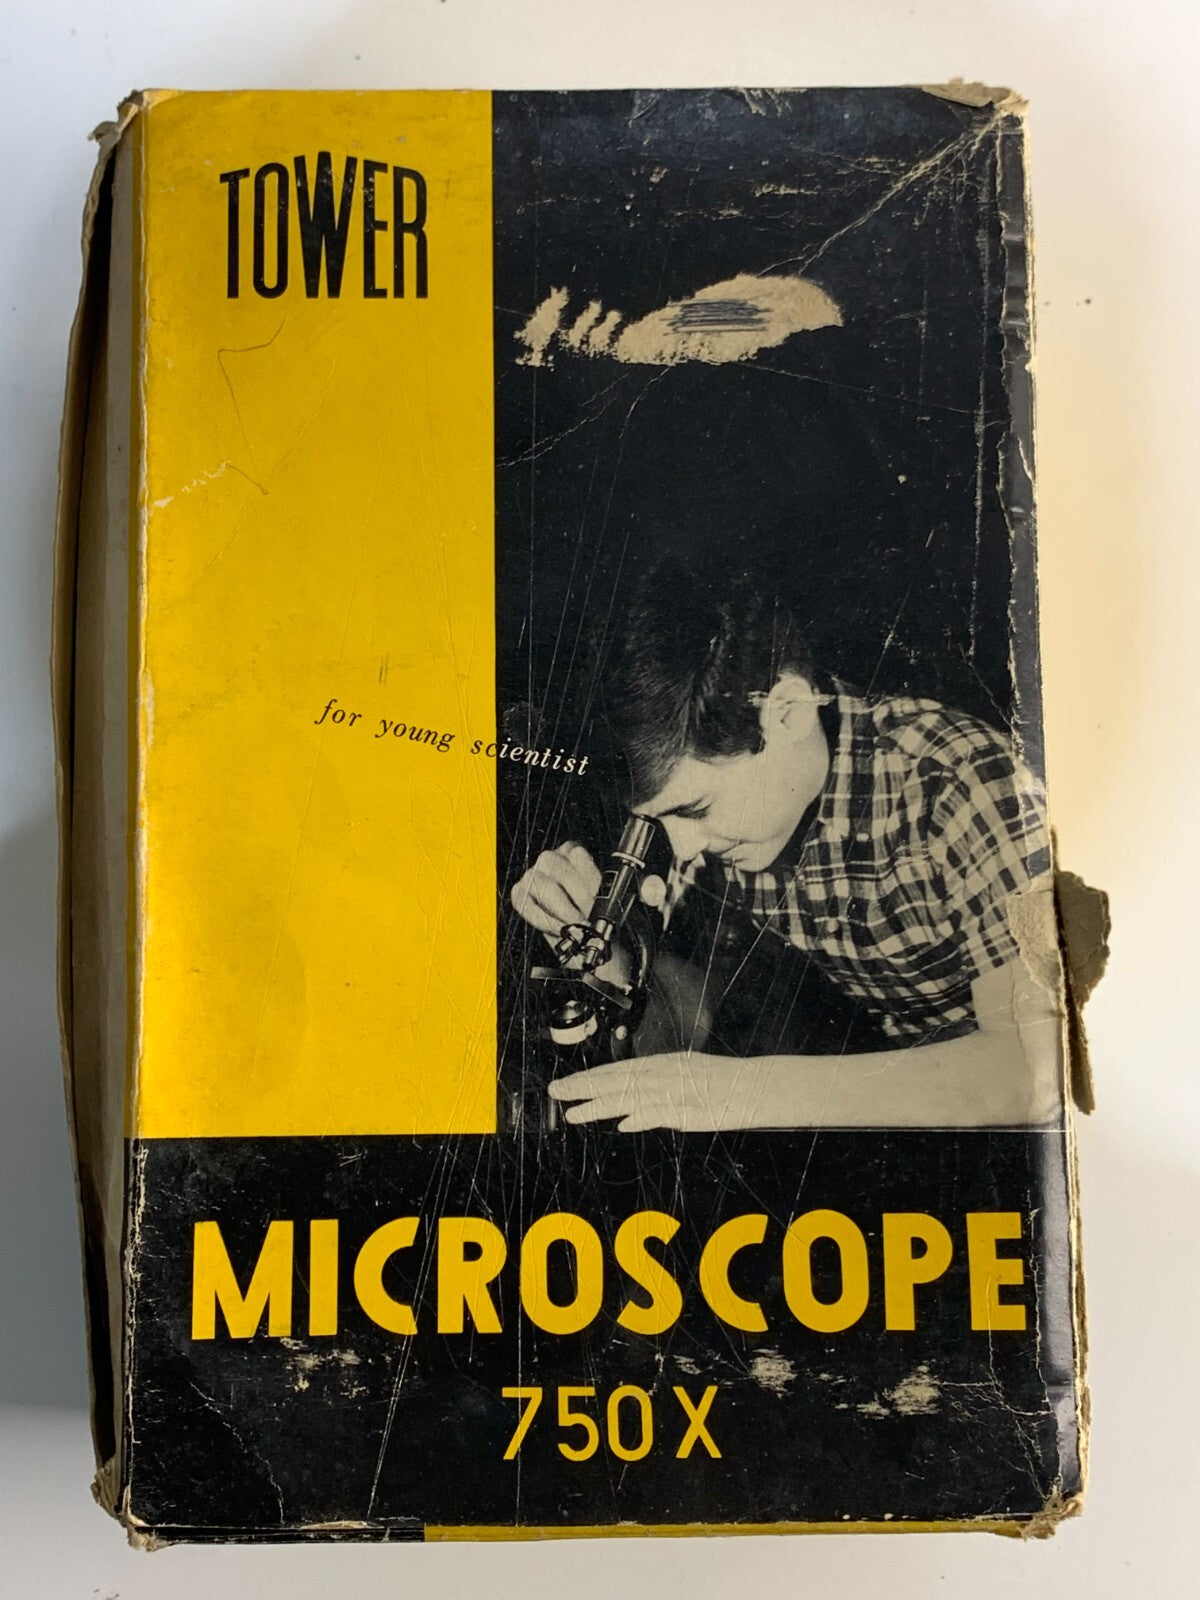 TOWER
for young scientist
MICROSCOPE
750X